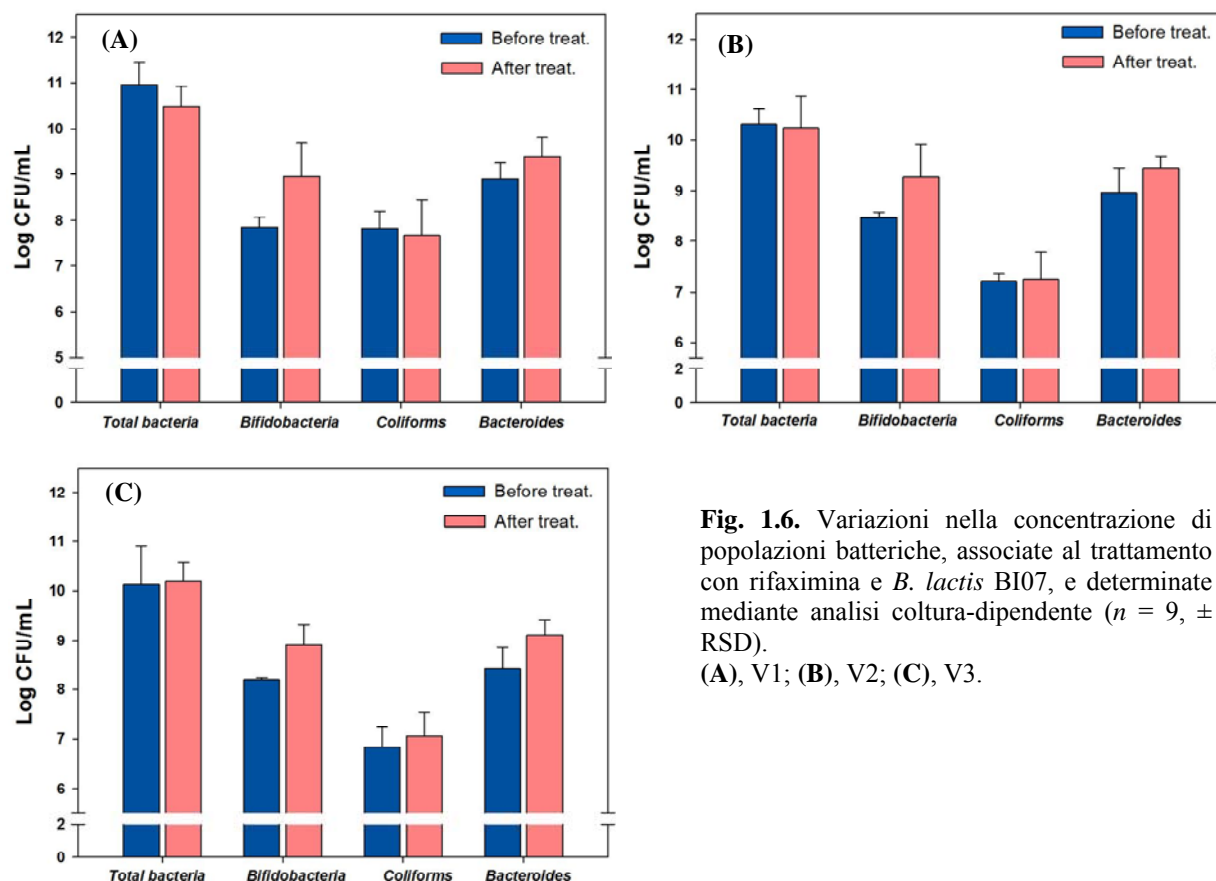 (A)
Before treat.
After treat.
12
11
10
9
8
7
6
5
0
Log CFU/mL
Total bacteria Bifidobacteria Coliforms Bacteroides
(B)
Before treat.
After treat.
12
11
10
9
8
7
6
2
0
Log CFU/mL
Total bacteria Bifidobacteria Coliforms Bacteroides
(C)
Before treat.
After treat.
12
11
10
9
8
7
6
2
0
Log CFU/mL
Total bacteria Bifidobacteria Coliforms Bacteroides
Fig. 1.6. Variazioni nella concentrazione di
popolazioni batteriche, associate al trattamento
con rifaximina e B. lactis BI07, e determinate
mediante analisi coltura-dipendente (n = 9, ±
RSD).
(A), V1; (B), V2; (C), V3.